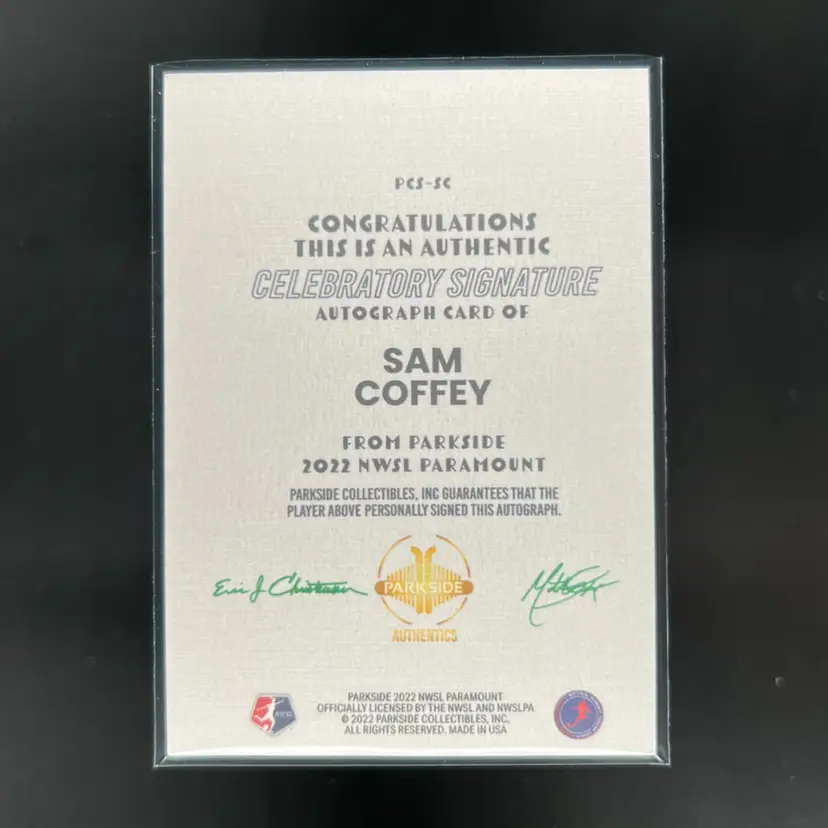 PCS-SC
CONGRATULATIONS
THIS IS AN AUTHENTIC
CELEBRATORY SIGNATURE
AUTOGRAPH CARD OF
SAM
COFFEY
FROM PARKSIDE
2022 NWSL PARAMOUNT
PARKSIDE COLLECTIBLES, INC GUARANTEES THAT THE
PLAYER ABOVE PERSONALLY SIGNED THIS AUTOGRAPH.
PARKSIDE
AUTHENTICS
PARKSIDE 2022 NWSL PARAMOUNT
OFFICIALLY LICENSED BY THE NWSL AND NWSLPA
© 2022 PARKSIDE COLLECTIBLES, INC.
ALL RIGHTS RESERVED. MADE IN USA